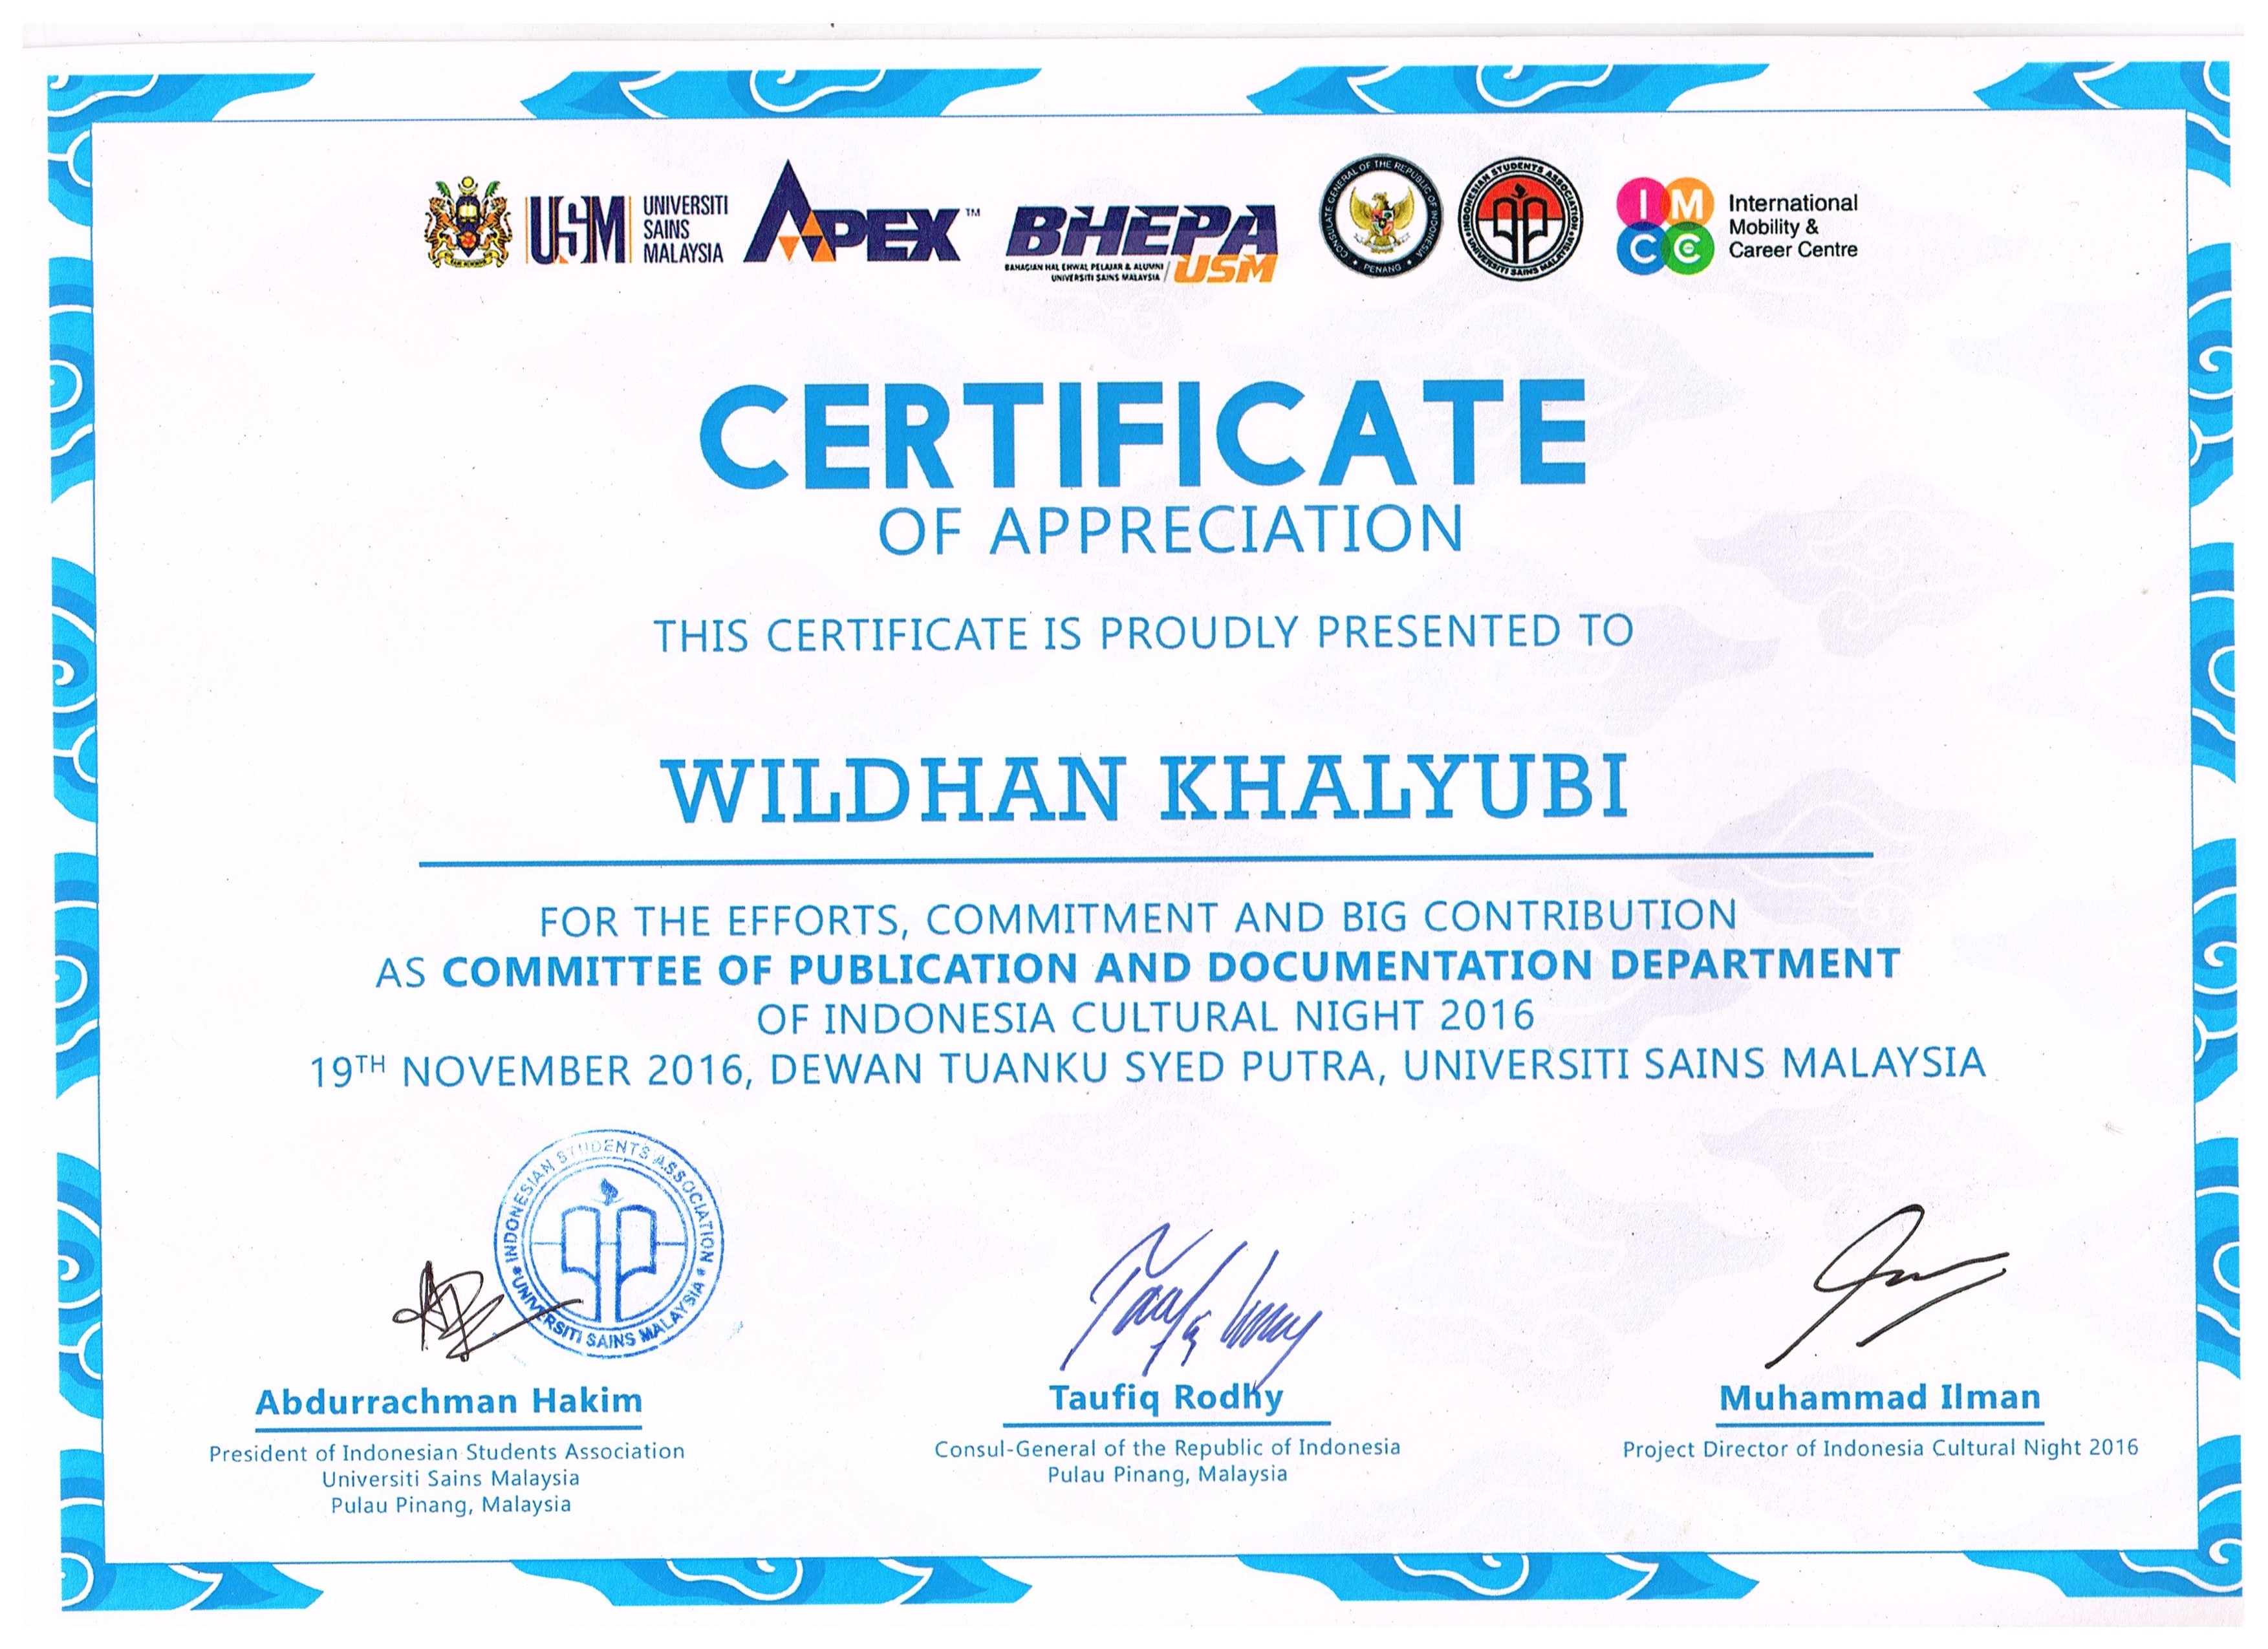 USM UNIVERSITI SAINS MALAYSIA
APEX™
BHEPA USM
BAHAGIAN HAL EHWAL PELAJAR & ALUMNI
UNIVERSITI SAINS MALAYSIA
CONSULATE GENERAL OF THE REPUBLIC OF INDONESIA
PENANG
INDONESIAN STUDENTS ASSOCIATION
UNIVERSITI SAINS MALAYSIA
IMCC
International
Mobility &
Career Centre
CERTIFICATE
OF APPRECIATION
THIS CERTIFICATE IS PROUDLY PRESENTED TO
WILDHAN KHALYUBI
FOR THE EFFORTS, COMMITMENT AND BIG CONTRIBUTION
AS COMMITTEE OF PUBLICATION AND DOCUMENTATION DEPARTMENT
OF INDONESIA CULTURAL NIGHT 2016
19TH NOVEMBER 2016, DEWAN TUANKU SYED PUTRA, UNIVERSITI SAINS MALAYSIA
INDONESIAN STUDENTS ASSOCIATION
UNIVERSITI SAINS MALAYSIA
Abdurrachman Hakim
President of Indonesian Students Association
Universiti Sains Malaysia
Pulau Pinang, Malaysia
Taufiq Rodhy
Consul-General of the Republic of Indonesia
Pulau Pinang, Malaysia
Muhammad Ilman
Project Director of Indonesia Cultural Night 2016